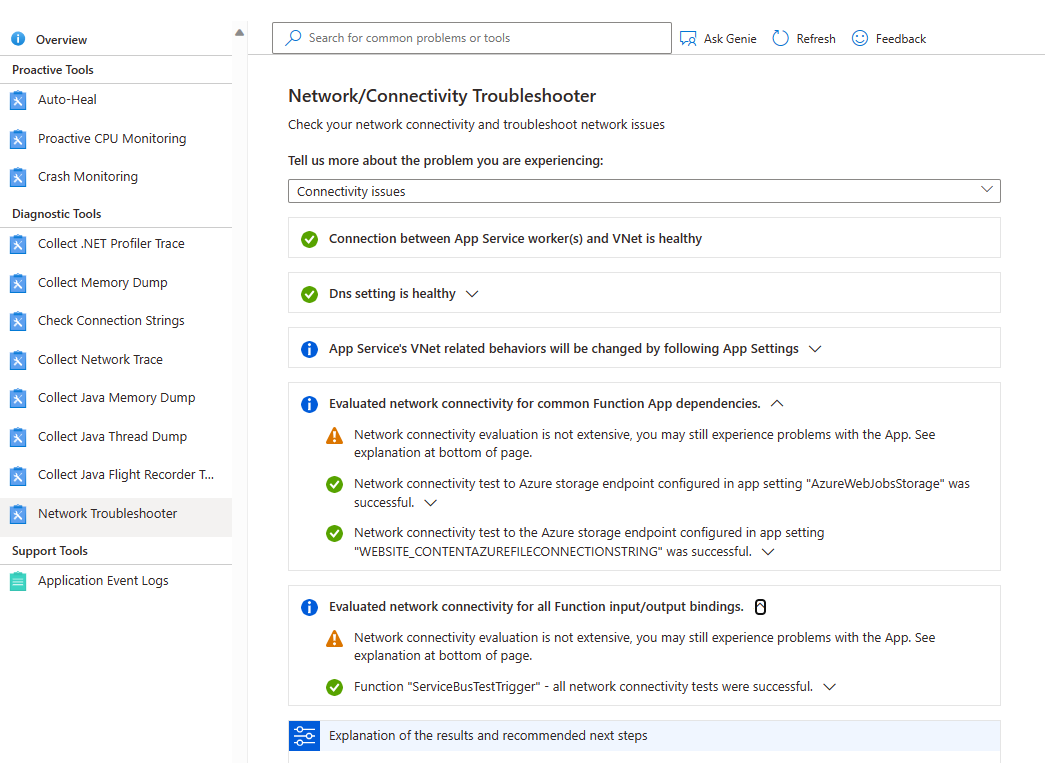 Overview
Proactive Tools
Auto-Heal
Proactive CPU Monitoring
Crash Monitoring
Diagnostic Tools
Collect .NET Profiler Trace
Collect Memory Dump
Check Connection Strings
Collect Network Trace
Collect Java Memory Dump
Collect Java Thread Dump
Collect Java Flight Recorder T...
Network Troubleshooter
Support Tools
Application Event Logs
Search for common problems or tools
Ask Genie
Refresh
Feedback
Network/Connectivity Troubleshooter
Check your network connectivity and troubleshoot network issues
Tell us more about the problem you are experiencing:
Connectivity issues
Connection between App Service worker(s) and VNet is healthy
Dns setting is healthy
App Service's VNet related behaviors will be changed by following App Settings
Evaluated network connectivity for common Function App dependencies.
Network connectivity evaluation is not extensive, you may still experience problems with the App. See
explanation at bottom of page.
Network connectivity test to Azure storage endpoint configured in app setting "AzureWebJobsStorage" was
successful.
Network connectivity test to the Azure storage endpoint configured in app setting
"WEBSITE_CONTENTAZUREFILECONNECTIONSTRING" was successful.
Evaluated network connectivity for all Function input/output bindings.
Network connectivity evaluation is not extensive, you may still experience problems with the App. See
explanation at bottom of page.
Function "ServiceBusTestTrigger" - all network connectivity tests were successful.
Explanation of the results and recommended next steps